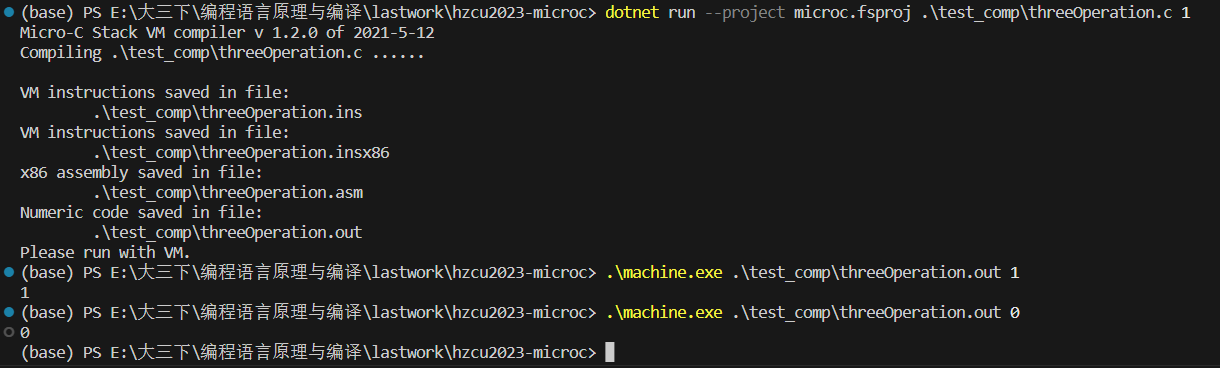 (base) PS E:\大三下\编程语言原理与编译\lastwork\hzcu2023-microc> dotnet run --project microc.fsproj .\test_comp\threeOperation.c 1
Micro-C Stack VM compiler v 1.2.0 of 2021-5-12
Compiling .\test_comp\threeOperation.c ......
VM instructions saved in file:
.\test_comp\threeOperation.ins
VM instructions saved in file:
.\test_comp\threeOperation.insx86
x86 assembly saved in file:
.\test_comp\threeOperation.asm
Numeric code saved in file:
.\test_comp\threeOperation.out
Please run with VM.
(base) PS E:\大三下\编程语言原理与编译\lastwork\hzcu2023-microc> .\machine.exe .\test_comp\threeOperation.out 1
1
(base) PS E:\大三下\编程语言原理与编译\lastwork\hzcu2023-microc> .\machine.exe .\test_comp\threeOperation.out 0
0
(base) PS E:\大三下\编程语言原理与编译\lastwork\hzcu2023-microc>